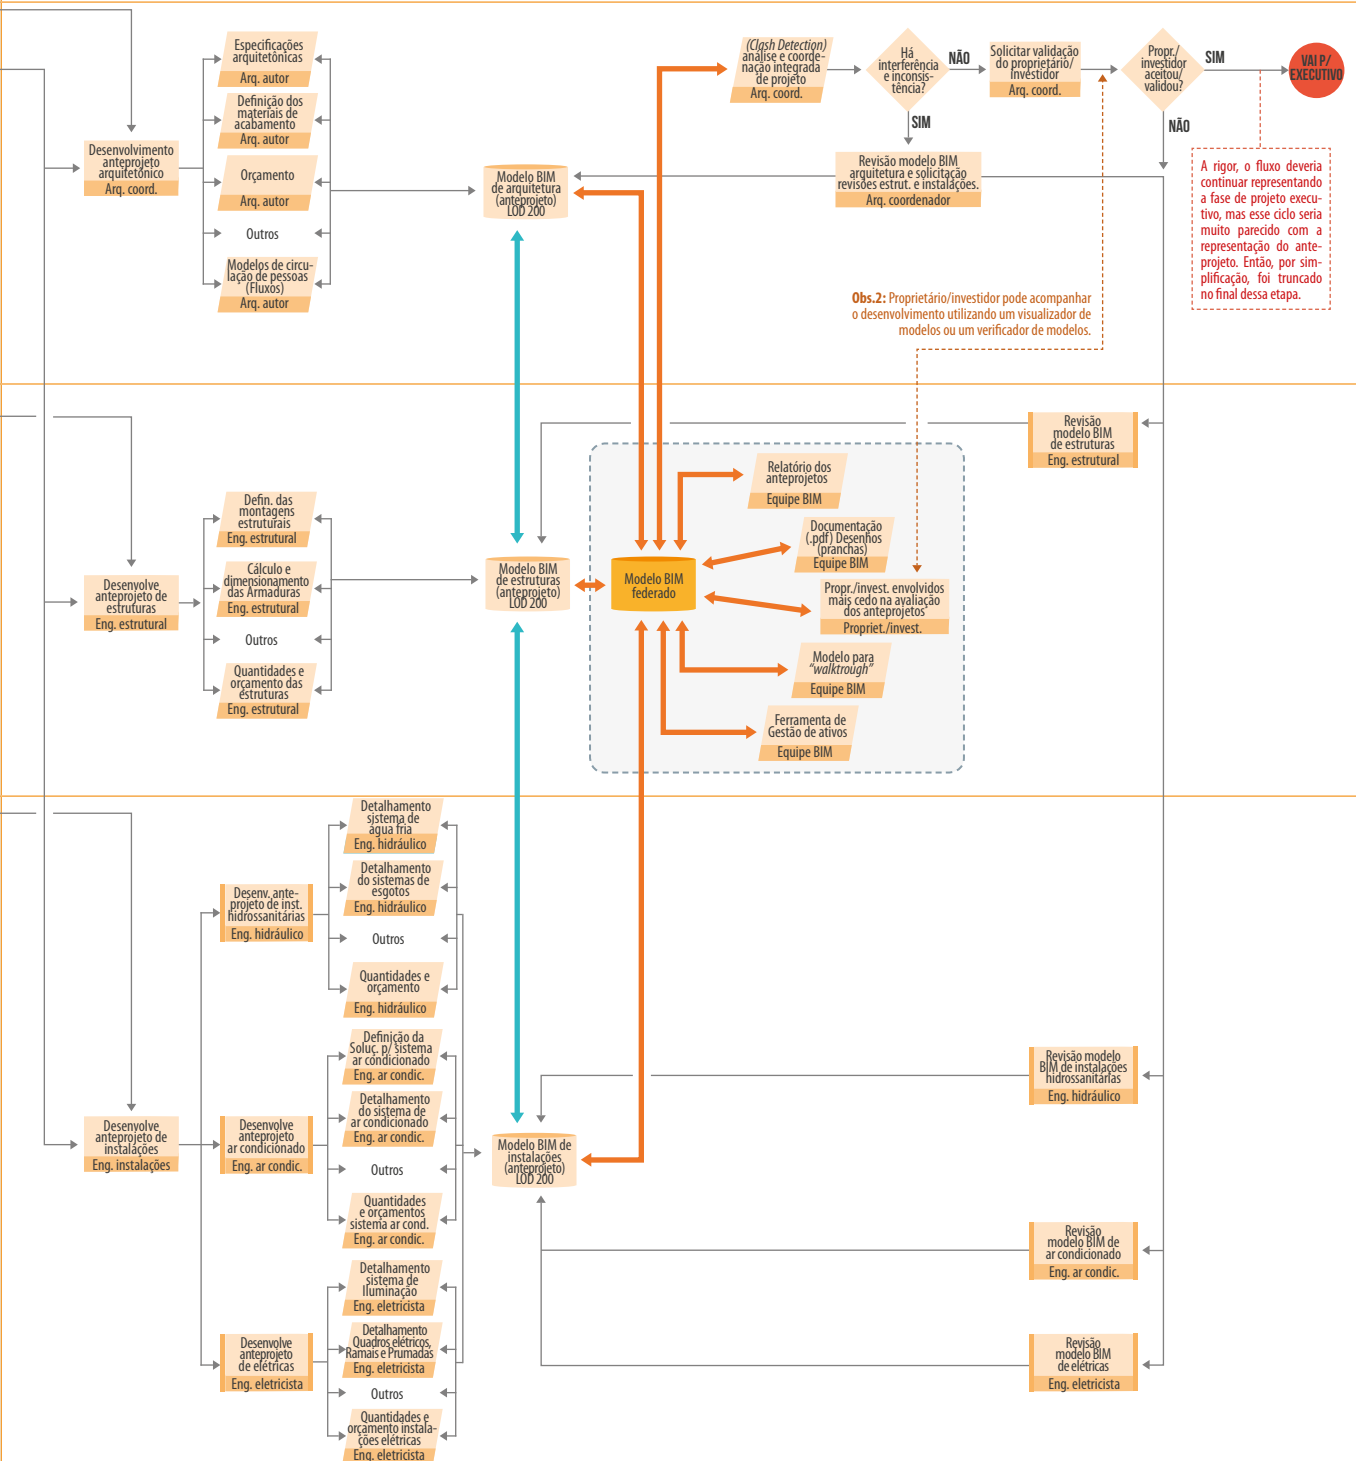 Especificações
arquitetônicas
Arq. autor
Definição dos
materiais de
acabamento
Arq. autor
Orçamento
Arq. autor
Outros
Modelos de circu-
lação de pessoas
(Fluxos)
Arq. autor
Desenvolvimento
anteprojeto
arquitetônico
Arq. coord.
Modelo BIM
de arquitetura
(anteprojeto)
LOD 200
(Clash Detection)
análise e coorde-
nação integrada
de projeto
Arq. coord.
Há
interferência
e inconsis-
tência?
NÃO
SIM
Solicitar validação
do proprietário/
Investidor
Arq. coord.
Propr./
investidor
aceitou/
validou?
SIM
NÃO
VAI P/
EXECUTIVO
Revisão modelo BIM
arquitetura e solicitação
revisões estrut. e instalações.
Arq. coordenador
A rigor, o fluxo deveria
continuar representando
a fase de projeto execu-
tivo, mas esse ciclo seria
muito parecido com a
representação do ante-
projeto. Então, por sim-
plificação, foi truncado
no final dessa etapa.
Obs.2: Proprietário/investidor pode acompanhar
o desenvolvimento utilizando um visualizador de
modelos ou um verificador de modelos.
Revisão
modelo BIM
de estruturas
Eng. estrutural
Defin. das
montagens
estruturais
Eng. estrutural
Cálculo e
dimensionamento
das Armaduras
Eng. estrutural
Outros
Quantidades e
orçamento das
estruturas
Eng. estrutural
Desenvolve
anteprojeto de
estruturas
Eng. estrutural
Modelo BIM
de estruturas
(anteprojeto)
LOD 200
Modelo BIM
federado
Relatório dos
anteprojetos
Equipe BIM
Documentação
(.pdf) Desenhos
(pranchas)
Equipe BIM
Propr./invest. envolvidos
mais cedo na avaliação
dos anteprojetos
Propriet./invest.
Modelo para
“walktrough”
Equipe BIM
Ferramenta de
Gestão de ativos
Equipe BIM
Detalhamento
sistema de
água fria
Eng. hidráulico
Detalhamento
do sistemas de
esgotos
Eng. hidráulico
Outros
Quantidades e
orçamento
Eng. hidráulico
Desenv. ante-
projeto de inst.
hidrossanitárias
Eng. hidráulico
Definição da
Soluç. p/ sistema
ar condicionado
Eng. ar condic.
Detalhamento
do sistema de
ar condicionado
Eng. ar condic.
Outros
Quantidades
e orçamentos
sistema ar cond.
Eng. ar condic.
Desenvolve
anteprojeto de
instalações
Eng. instalações
Desenvolve
anteprojeto
ar condicionado
Eng. ar condic.
Modelo BIM de
instalações
(anteprojeto)
LOD 200
Revisão modelo
BIM de instalações
hidrossanitárias
Eng. hidráulico
Revisão
modelo BIM de
ar condicionado
Eng. ar condic.
Detalhamento
sistema de
Iluminação
Eng. eletricista
Detalhamento
Quadros elétricos,
Ramais e Prumadas
Eng. eletricista
Outros
Quantidades e
orçamento instala-
ções elétricas
Eng. eletricista
Desenvolve
anteprojeto
de elétricas
Eng. eletricista
Revisão
modelo BIM
de elétricas
Eng. eletricista